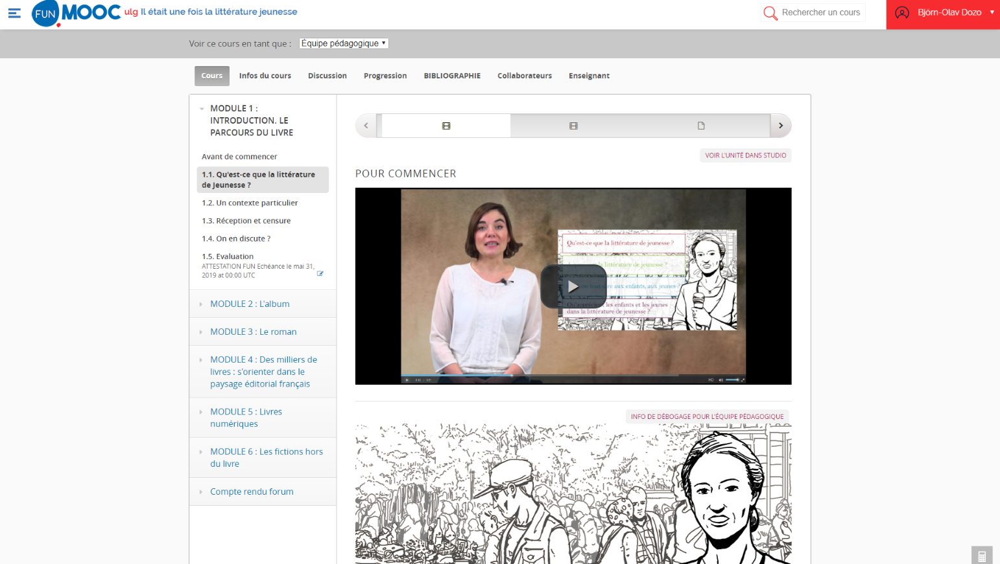 FUN MOOC
ulg Il était une fois la littérature jeunesse
Rechercher un cours
Björn-Olav Dozo
Voir ce cours en tant que :
Équipe pédagogique
Cours
Infos du cours
Discussion
Progression
BIBLIOGRAPHIE
Collaborateurs
Enseignant
MODULE 1 :
INTRODUCTION. LE
PARCOURS DU LIVRE
Avant de commencer
1.1. Qu'est-ce que la littérature
de Jeunesse ?
1.2. Un contexte particulier
1.3. Réception et censure
1.4. On en discute ?
1.5. Evaluation
ATTESTATION FUN Echéance le mai 31,
2019 at 00:00 UTC
MODULE 2 : L'album
MODULE 3 : Le roman
MODULE 4 : Des milliers de
livres : s'orienter dans le
paysage éditorial français
MODULE 5 : Livres
numériques
MODULE 6 : Les fictions hors
du livre
Compte rendu forum
VOIR L'UNITÉ DANS STUDIO
POUR COMMENCER
Qu'est-ce que la littérature de jeunesse ?
la littérature de jeunesse ?
aux enfants, aux jeunes ?
les enfants et les jeunes
dans la littérature de jeunesse ?
HD
INFO DE DÉBOGAGE POUR L'ÉQUIPE PÉDAGOGIQUE